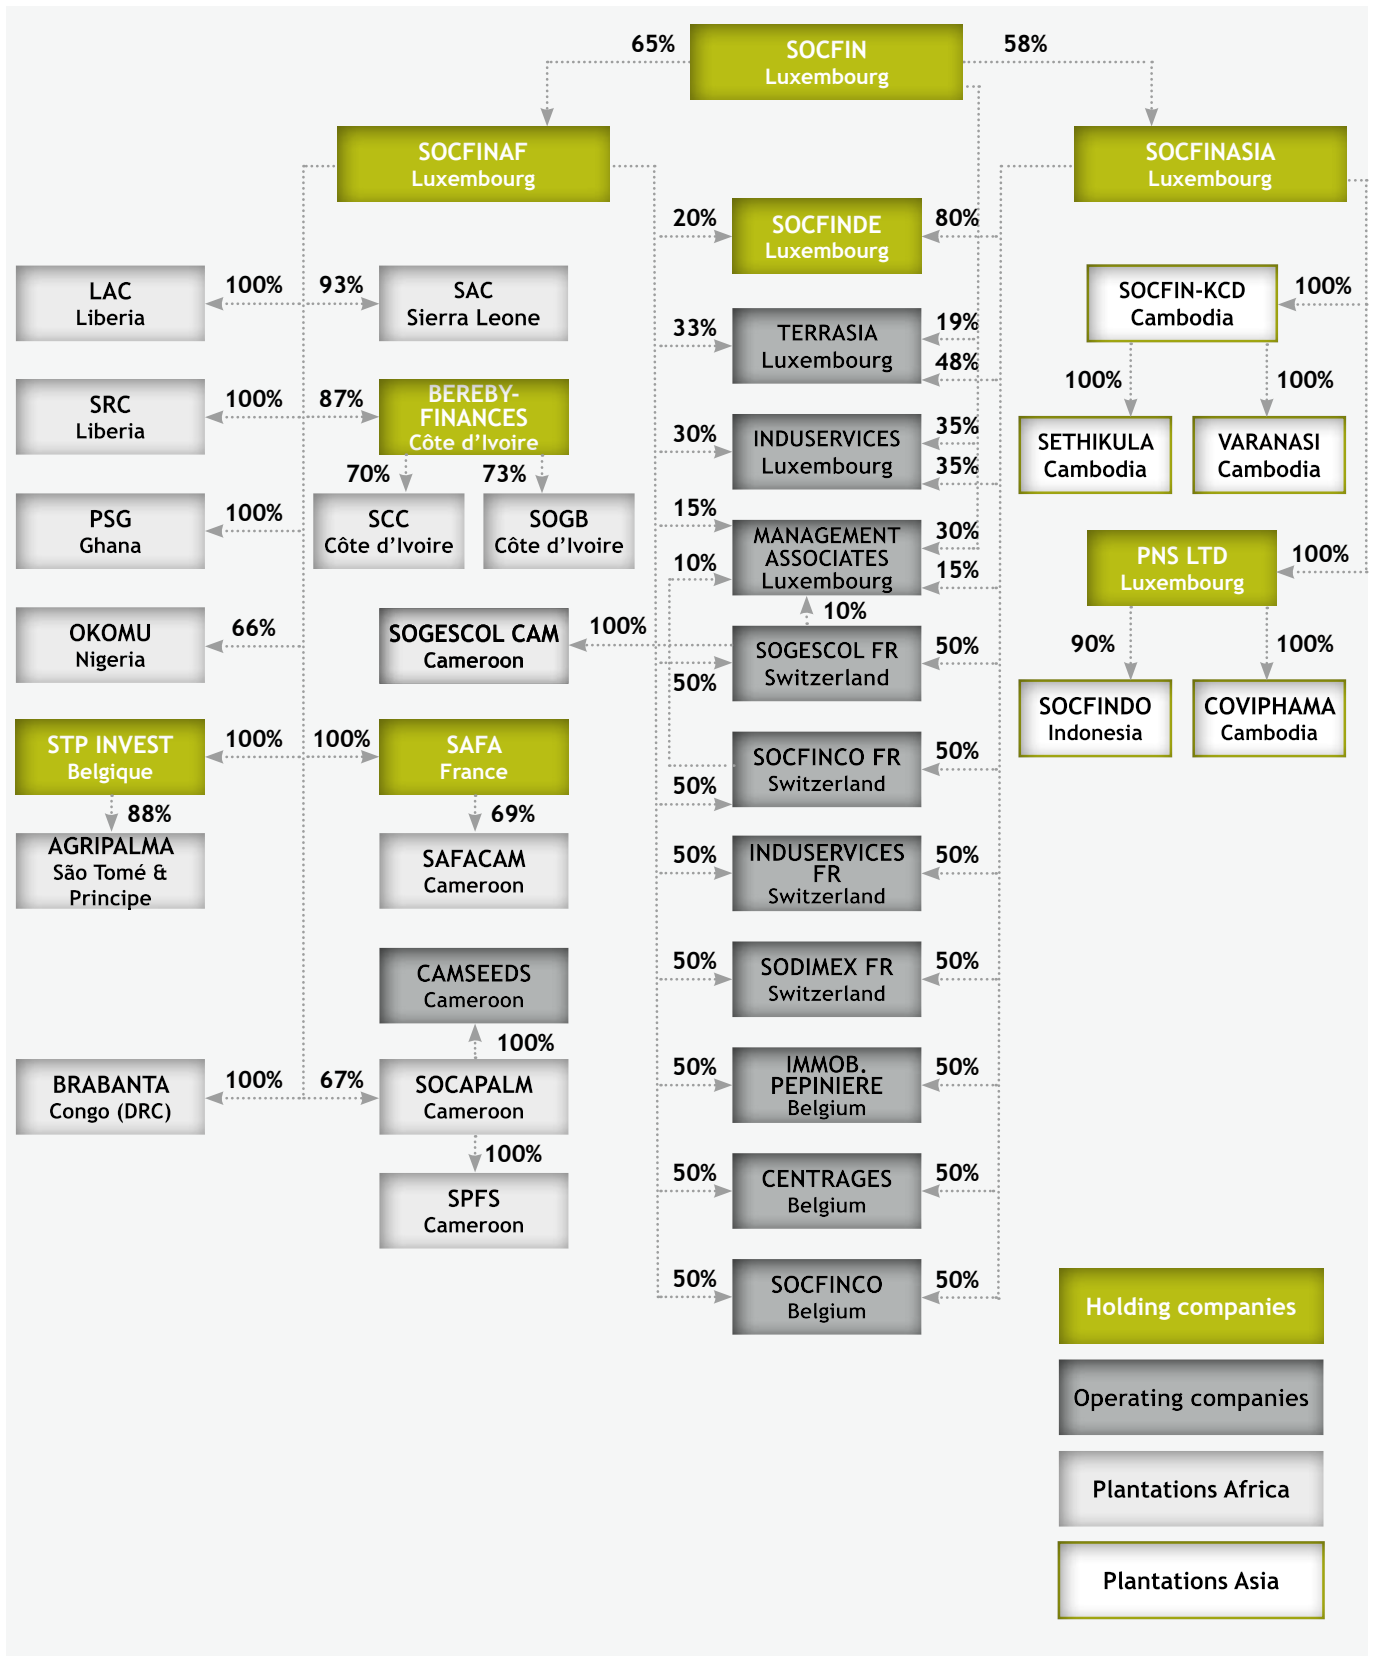 65%
SOCFIN
Luxembourg
58%
SOCFINAF
Luxembourg
SOCFINASIA
Luxembourg
20%
SOCFINDE
Luxembourg
80%
LAC
Liberia
100%
93%
SAC
Sierra Leone
33%
TERRASIA
Luxembourg
19%
48%
SOCFIN-KCD
Cambodia
100%
100%
100%
SRC
Liberia
100%
87%
BEREBY-
FINANCES
Côte d'Ivoire
70%
73%
30%
INDUSERVICES
Luxembourg
35%
35%
SETHIKULA
Cambodia
VARANASI
Cambodia
PSG
Ghana
100%
SCC
Côte d'Ivoire
SOGB
Côte d'Ivoire
15%
10%
MANAGEMENT
ASSOCIATES
Luxembourg
30%
15%
10%
PNS LTD
Luxembourg
100%
90%
100%
OKOMU
Nigeria
66%
SOGESCOL CAM
Cameroon
100%
50%
SOGESCOL FR
Switzerland
50%
SOCFINDO
Indonesia
COVIPHAMA
Cambodia
STP INVEST
Belgique
100%
100%
SAFA
France
88%
69%
50%
SOCFINCO FR
Switzerland
50%
AGRIPALMA
São Tomé &
Principe
SAFACAM
Cameroon
50%
INDUSERVICES
FR
Switzerland
50%
CAMSEEDS
Cameroon
100%
50%
SODIMEX FR
Switzerland
50%
BRABANTA
Congo (DRC)
100%
67%
SOCAPALM
Cameroon
100%
50%
IMMOB.
PEPINIERE
Belgium
50%
SPFS
Cameroon
50%
CENTRAGES
Belgium
50%
50%
SOCFINCO
Belgium
50%
Holding companies
Operating companies
Plantations Africa
Plantations Asia